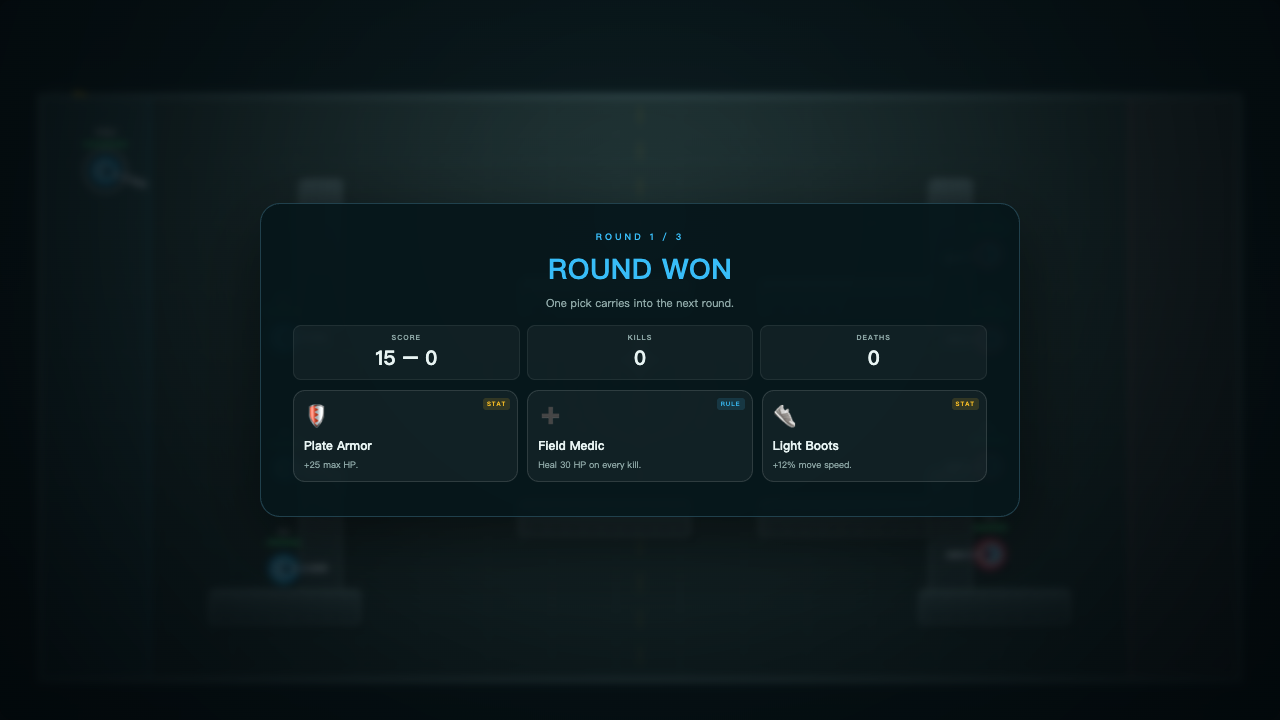 ROUND 1 / 3
ROUND WON
One pick carries into the next round.
SCORE
15 — 0
KILLS
0
DEATHS
0
STAT
Plate Armor
+25 max HP.
RULE
Field Medic
Heal 30 HP on every kill.
STAT
Light Boots
+12% move speed.